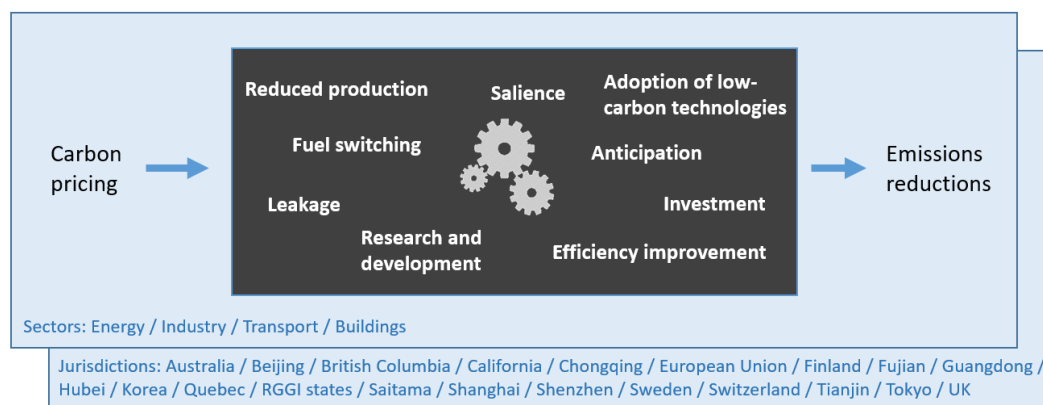 Carbon
pricing
Reduced production
Salience
Adoption of low-
carbon technologies
Fuel switching
Anticipation
Leakage
Investment
Research and
development
Efficiency improvement
Emissions
reductions
Sectors: Energy / Industry / Transport / Buildings
Jurisdictions: Australia / Beijing / British Columbia / California / Chongqing / European Union / Finland / Fujian / Guangdong /
Hubei / Korea / Quebec / RGGI states / Saitama / Shanghai / Shenzhen / Sweden / Switzerland / Tianjin / Tokyo / UK